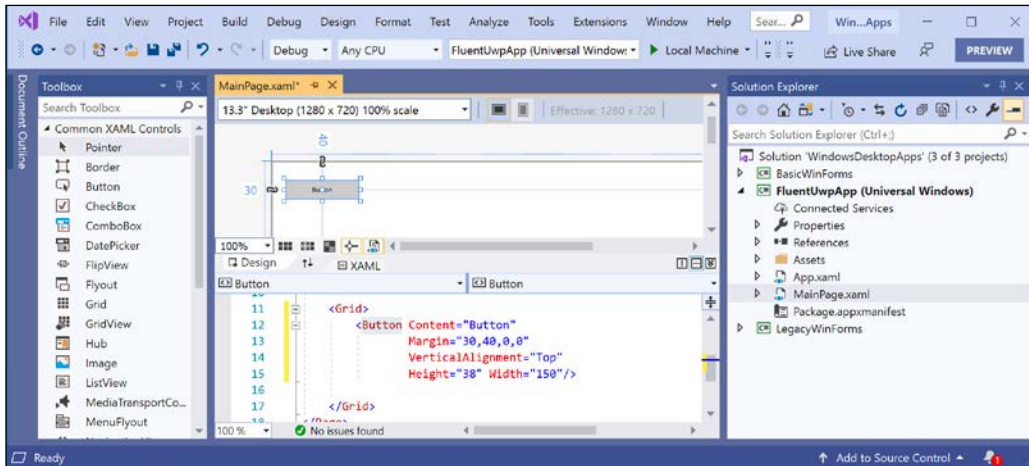 File Edit View Project Build Debug Design Format Test Analyze Tools Extensions Window Help Sear... Win...Apps
Debug Any CPU FluentUwpApp (Universal Window: Local Machine Live Share PREVIEW
Document Outline
Toolbox
Search Toolbox
Common XAML Controls
Pointer
Border
Button
CheckBox
ComboBox
DatePicker
FlipView
Flyout
Grid
GridView
Hub
Image
ListView
MediaTransportCo...
MenuFlyout
MainPage.xaml*
13.3" Desktop (1280 x 720) 100% scale Effective: 1280 x 720
40
30 Button
100%
Design XAML
Button Button
11 <Grid>
12 <Button Content="Button"
13 Margin="30,40,0,0"
14 VerticalAlignment="Top"
15 Height="38" Width="150"/>
16
17 </Grid>
100 % No issues found
Solution Explorer
Search Solution Explorer (Ctrl+;)
Solution 'WindowsDesktopApps' (3 of 3 projects)
BasicWinForms
FluentUwpApp (Universal Windows)
Connected Services
Properties
References
Assets
App.xaml
MainPage.xaml
Package.appxmanifest
LegacyWinForms
Ready Add to Source Control 1